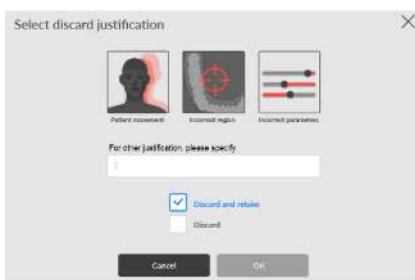 Select discard justification
Patient movement
Incorrect region
Incorrect parameters
For other justification, please specify
Discard and retake
Discard
Cancel
OK